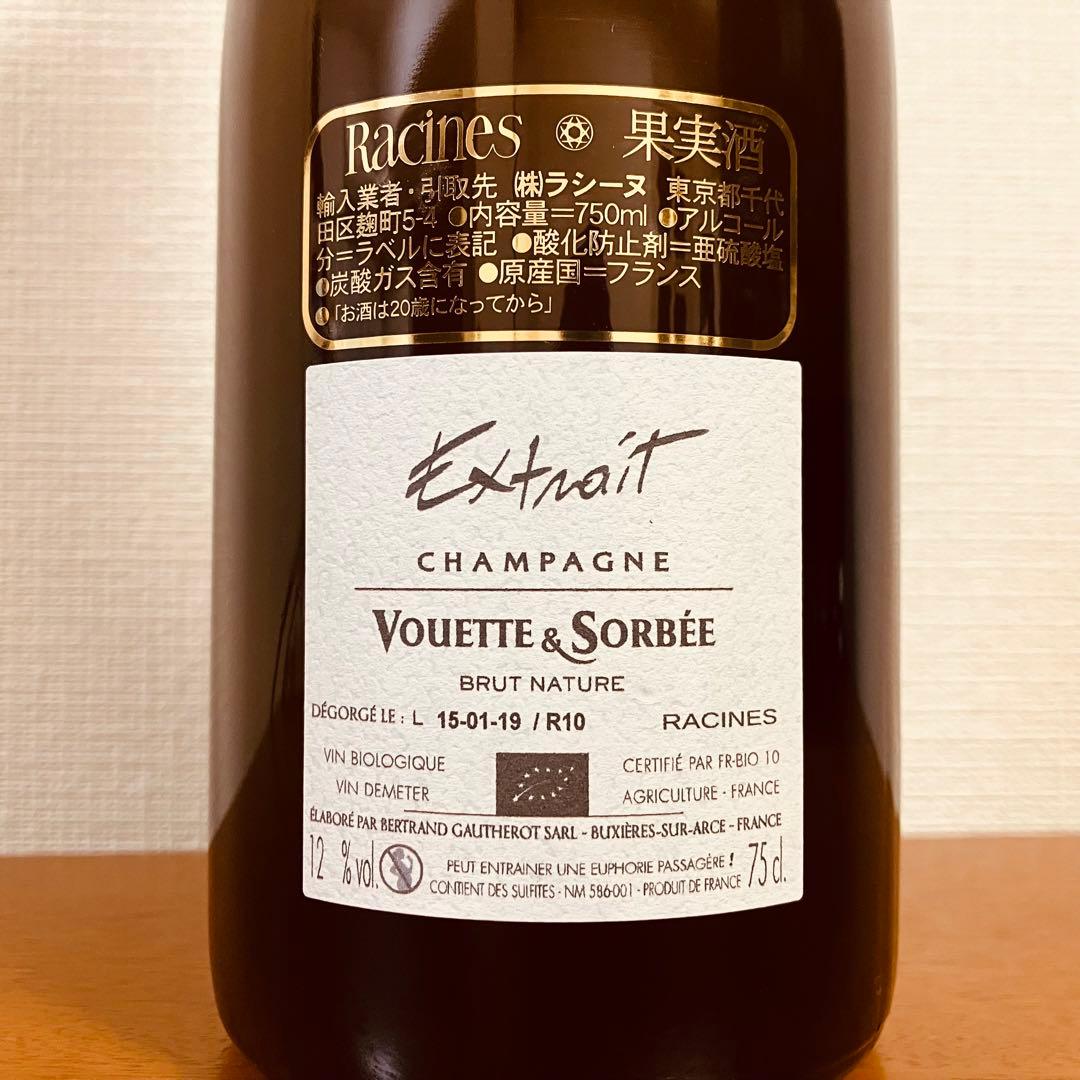 Racines 果実酒
輸入業者・引取先 ㈱ラシーヌ 東京都千代
田区麹町5-4 ●内容量＝750ml ●アルコール
分＝ラベルに表記 ●酸化防止剤＝亜硫酸塩
●炭酸ガス含有 ●原産国＝フランス
●「お酒は20歳になってから」
Extrait
CHAMPAGNE
VOUETTE & SORBÉE
BRUT NATURE
DÉGORGÉ LE : L 15-01-19 / R10 RACINES
VIN BIOLOGIQUE CERTIFIÉ PAR FR-BIO 10
VIN DEMETER AGRICULTURE - FRANCE
ÉLABORÉ PAR BERTRAND GAUTHEROT SARL - BUXIÈRES-SUR-ARCE - FRANCE
12 %vol. PEUT ENTRAINER UNE EUPHORIE PASSAGÈRE ! 75 cl.
CONTIENT DES SULFITES - NM 586-001 - PRODUIT DE FRANCE